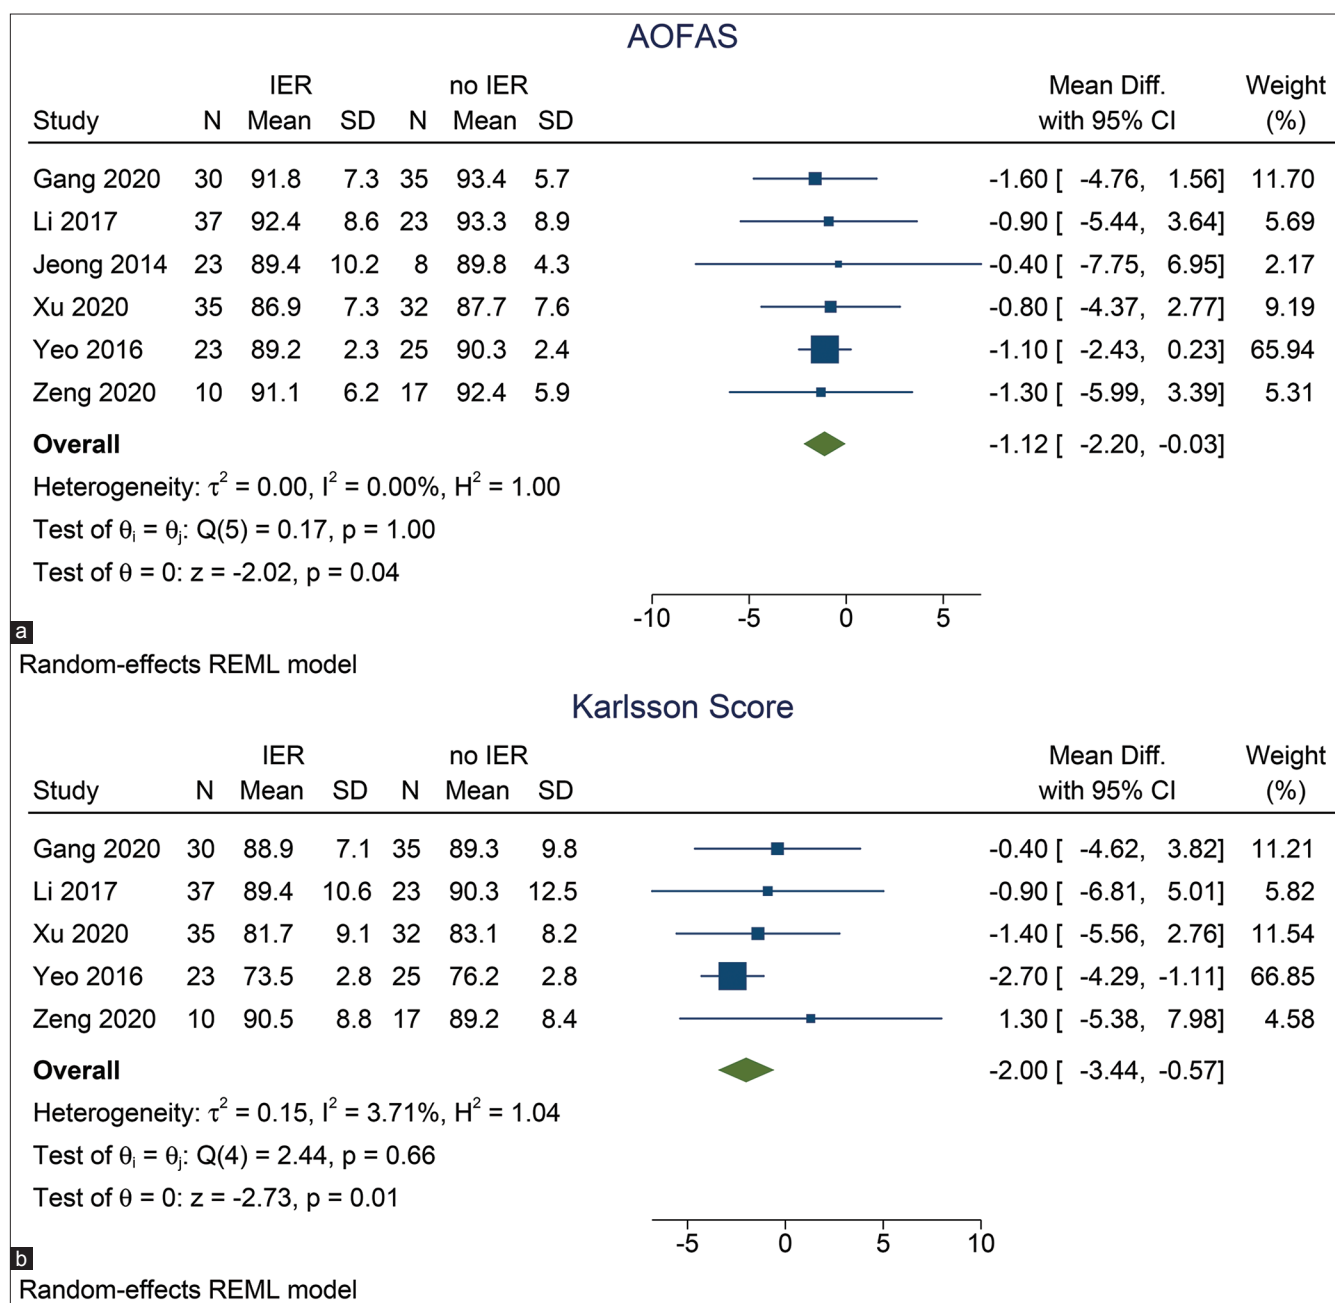 AOFAS
IER no IER Mean Diff. Weight
Study N Mean SD N Mean SD with 95% CI (%)
Gang 2020 30 91.8 7.3 35 93.4 5.7 -1.60 [ -4.76, 1.56] 11.70
Li 2017 37 92.4 8.6 23 93.3 8.9 -0.90 [ -5.44, 3.64] 5.69
Jeong 2014 23 89.4 10.2 8 89.8 4.3 -0.40 [ -7.75, 6.95] 2.17
Xu 2020 35 86.9 7.3 32 87.7 7.6 -0.80 [ -4.37, 2.77] 9.19
Yeo 2016 23 89.2 2.3 25 90.3 2.4 -1.10 [ -2.43, 0.23] 65.94
Zeng 2020 10 91.1 6.2 17 92.4 5.9 -1.30 [ -5.99, 3.39] 5.31
Overall -1.12 [ -2.20, -0.03]
Heterogeneity: τ² = 0.00, I² = 0.00%, H² = 1.00
Test of θᵢ = θⱼ: Q(5) = 0.17, p = 1.00
Test of θ = 0: z = -2.02, p = 0.04
-10 -5 0 5
a
Random-effects REML model
Karlsson Score
IER no IER Mean Diff. Weight
Study N Mean SD N Mean SD with 95% CI (%)
Gang 2020 30 88.9 7.1 35 89.3 9.8 -0.40 [ -4.62, 3.82] 11.21
Li 2017 37 89.4 10.6 23 90.3 12.5 -0.90 [ -6.81, 5.01] 5.82
Xu 2020 35 81.7 9.1 32 83.1 8.2 -1.40 [ -5.56, 2.76] 11.54
Yeo 2016 23 73.5 2.8 25 76.2 2.8 -2.70 [ -4.29, -1.11] 66.85
Zeng 2020 10 90.5 8.8 17 89.2 8.4 1.30 [ -5.38, 7.98] 4.58
Overall -2.00 [ -3.44, -0.57]
Heterogeneity: τ² = 0.15, I² = 3.71%, H² = 1.04
Test of θᵢ = θⱼ: Q(4) = 2.44, p = 0.66
Test of θ = 0: z = -2.73, p = 0.01
-5 0 5 10
b
Random-effects REML model